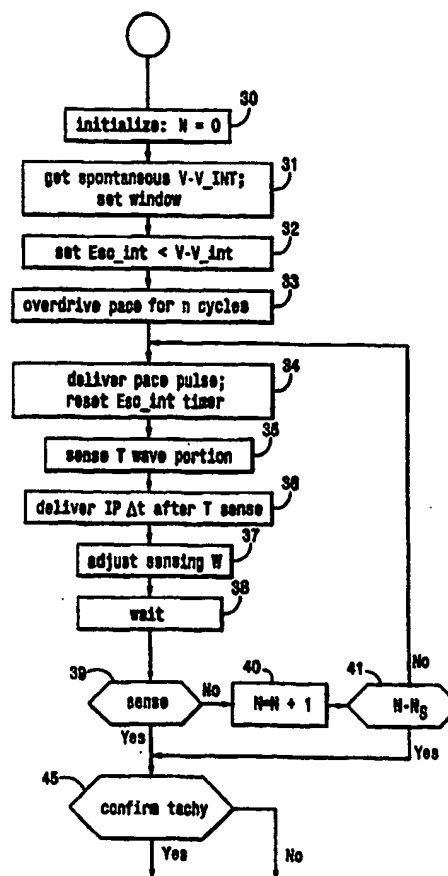 30
initialize: N = 0
31
get spontaneous V-V_INT;
set window
32
set Esc_int < V-V_int
33
overdrive pace for n cycles
34
deliver pace pulse;
reset Esc_int timer
35
sense T wave portion
36
deliver IP Δt after T sense
37
adjust sensing W
38
wait
39
sense
No
40
N=N + 1
41
N-NS
No
Yes
Yes
45
confirm tachy
Yes
No